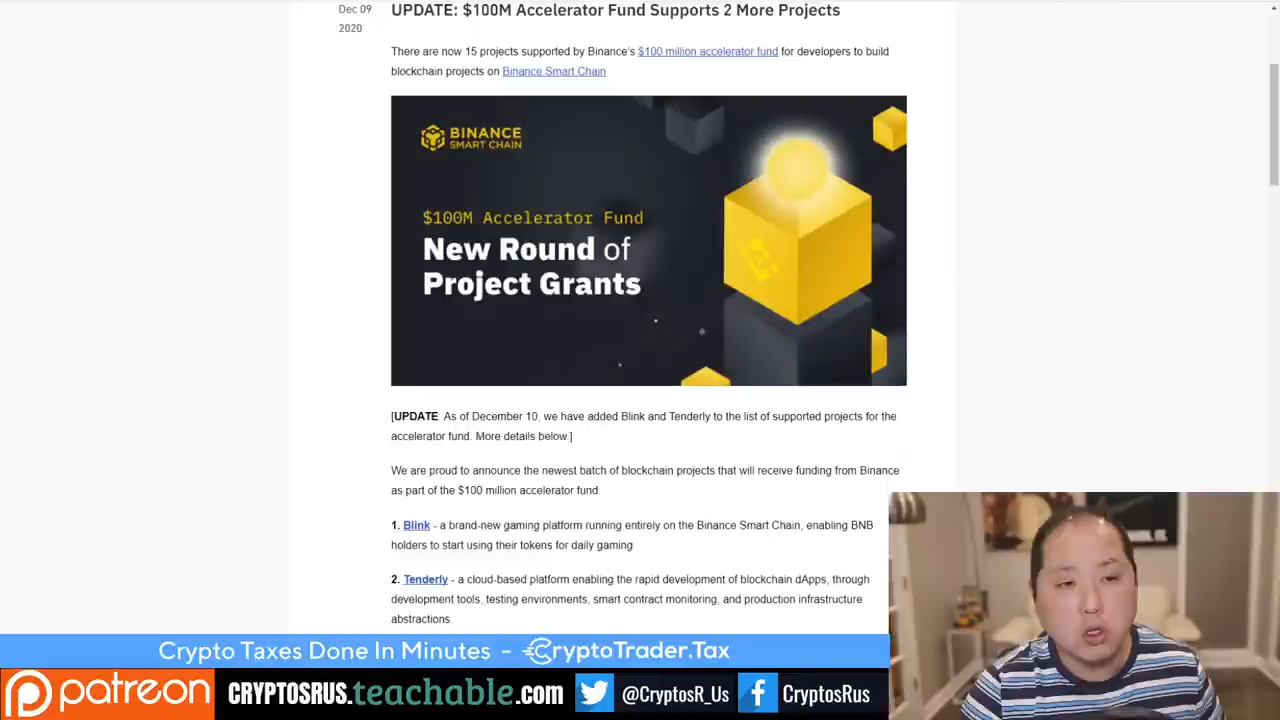 Dec 09
2020
UPDATE: $100M Accelerator Fund Supports 2 More Projects
There are now 15 projects supported by Binance's $100 million accelerator fund for developers to build
blockchain projects on Binance Smart Chain
BINANCE
SMART CHAIN
$100M Accelerator Fund
New Round of
Project Grants
[UPDATE: As of December 10, we have added Blink and Tenderly to the list of supported projects for the
accelerator fund. More details below.]
We are proud to announce the newest batch of blockchain projects that will receive funding from Binance
as part of the $100 million accelerator fund:
1. Blink - a brand-new gaming platform running entirely on the Binance Smart Chain, enabling BNB
holders to start using their tokens for daily gaming
2. Tenderly - a cloud-based platform enabling the rapid development of blockchain dApps, through
development tools, testing environments, smart contract monitoring, and production infrastructure
abstractions.
Crypto Taxes Done In Minutes - CryptoTrader.Tax
patreon
CRYPTOSRUS.teachable.com
@CryptosR_Us
CryptosRus